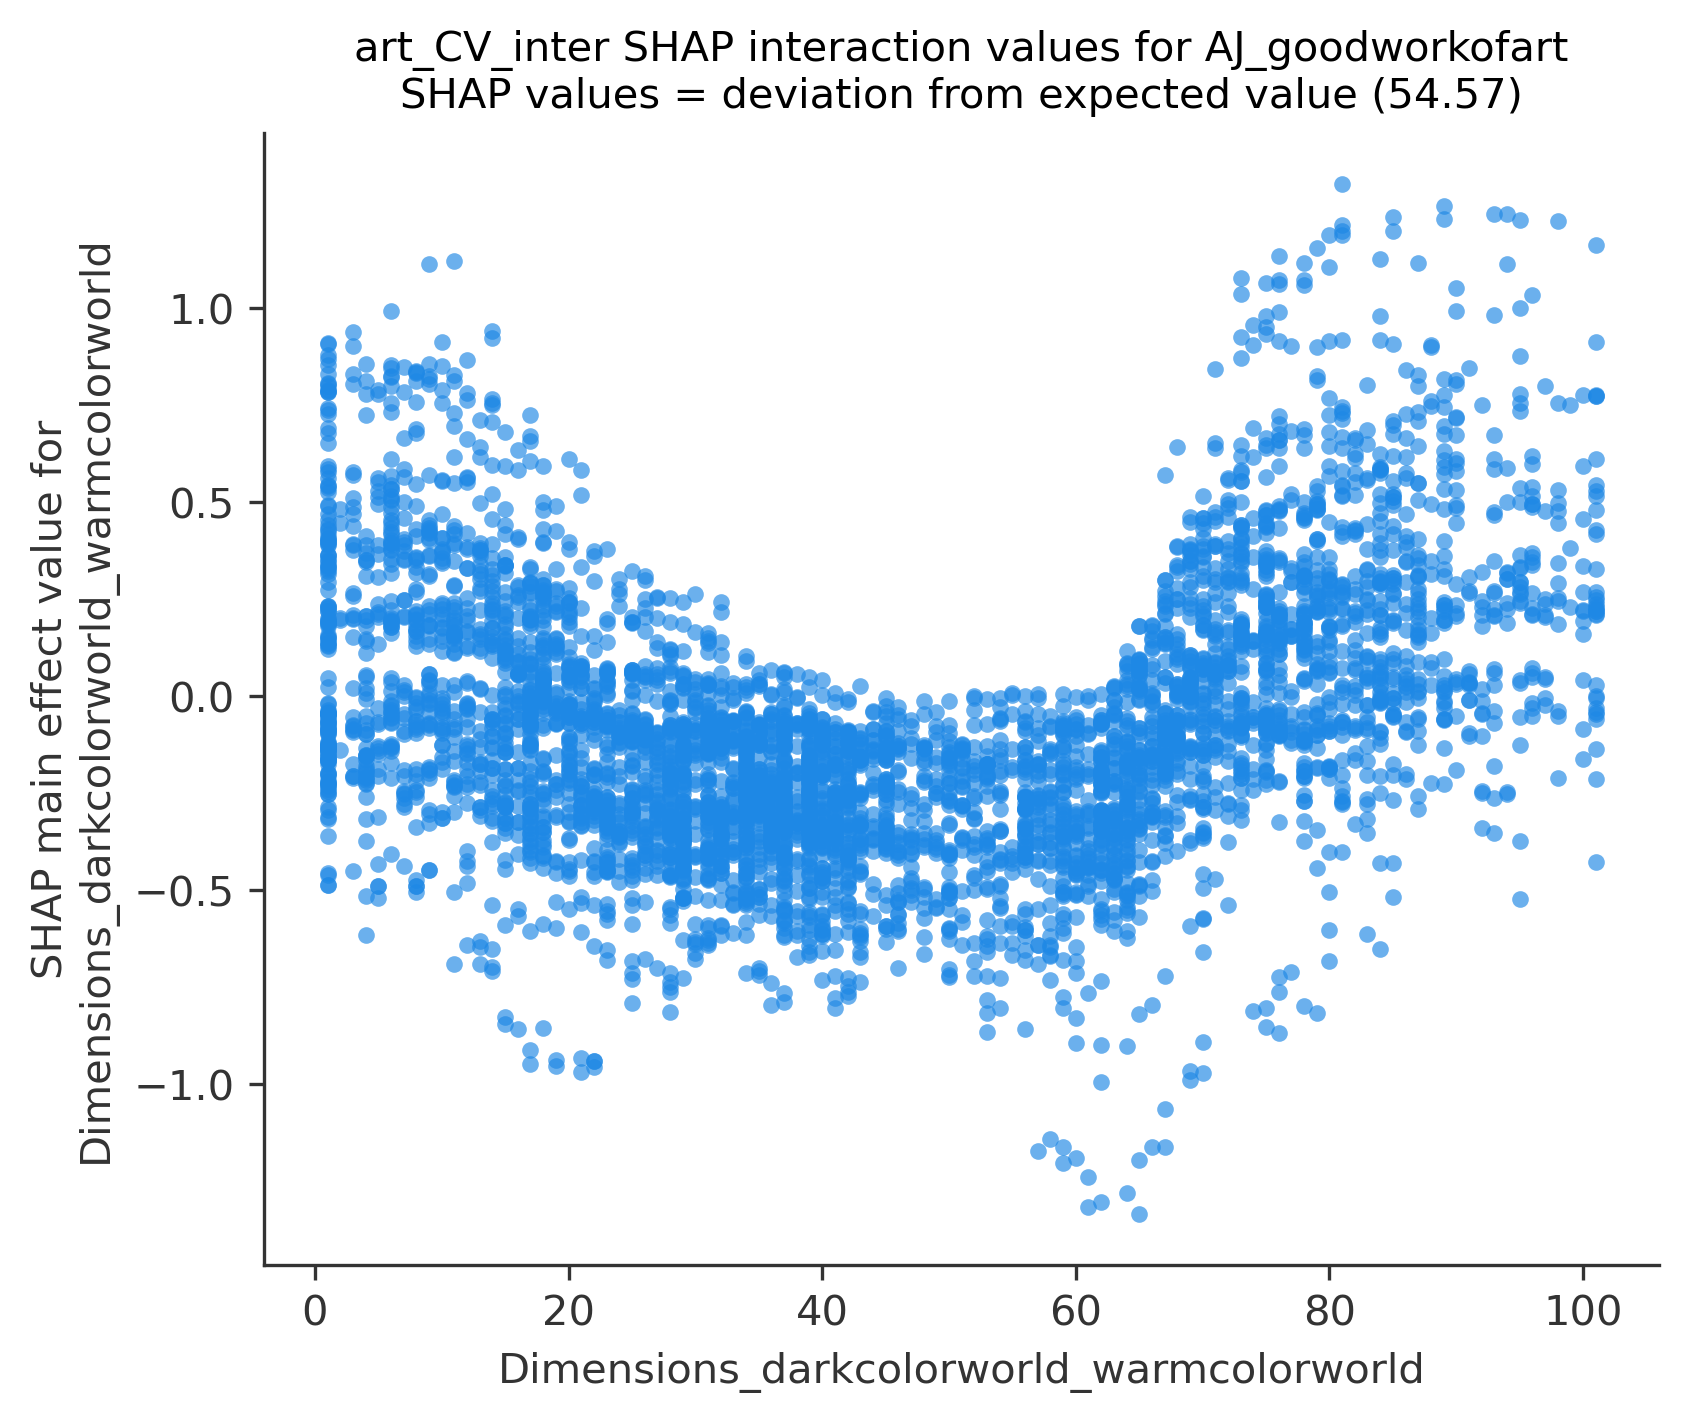 art_CV_inter SHAP interaction values for AJ_goodworkofart
SHAP values = deviation from expected value (54.57)
SHAP main effect value for
Dimensions_darkcolorworld_warmcolorworld
1.0
0.5
0.0
−0.5
−1.0
0 20 40 60 80 100
Dimensions_darkcolorworld_warmcolorworld